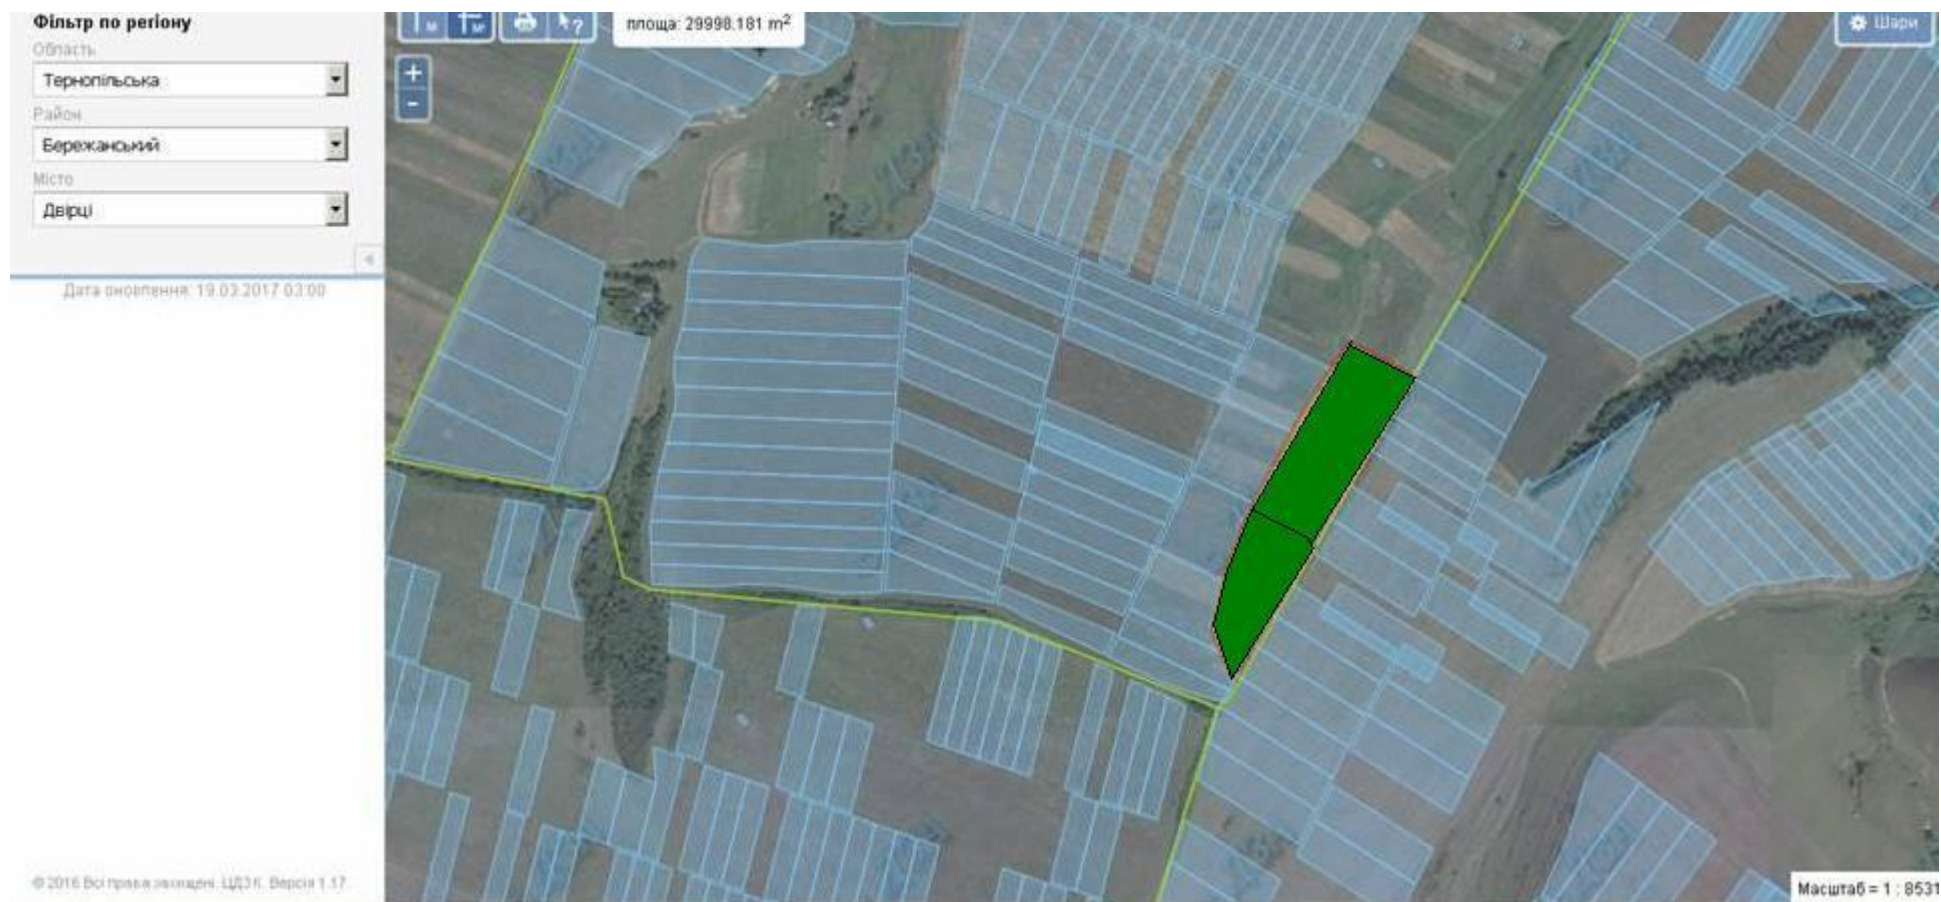 Фільтр по регіону
Область
Тернопільська
Район
Бережанський
Місто
Двірці
Дата оновлення: 19.03.2017 03:00
© 2016 Всі права захищені. ЦДЗК. Версія 1.17.
М М²
?
площа: 29998.181 m²
+
-
Шари
Масштаб = 1 : 8531